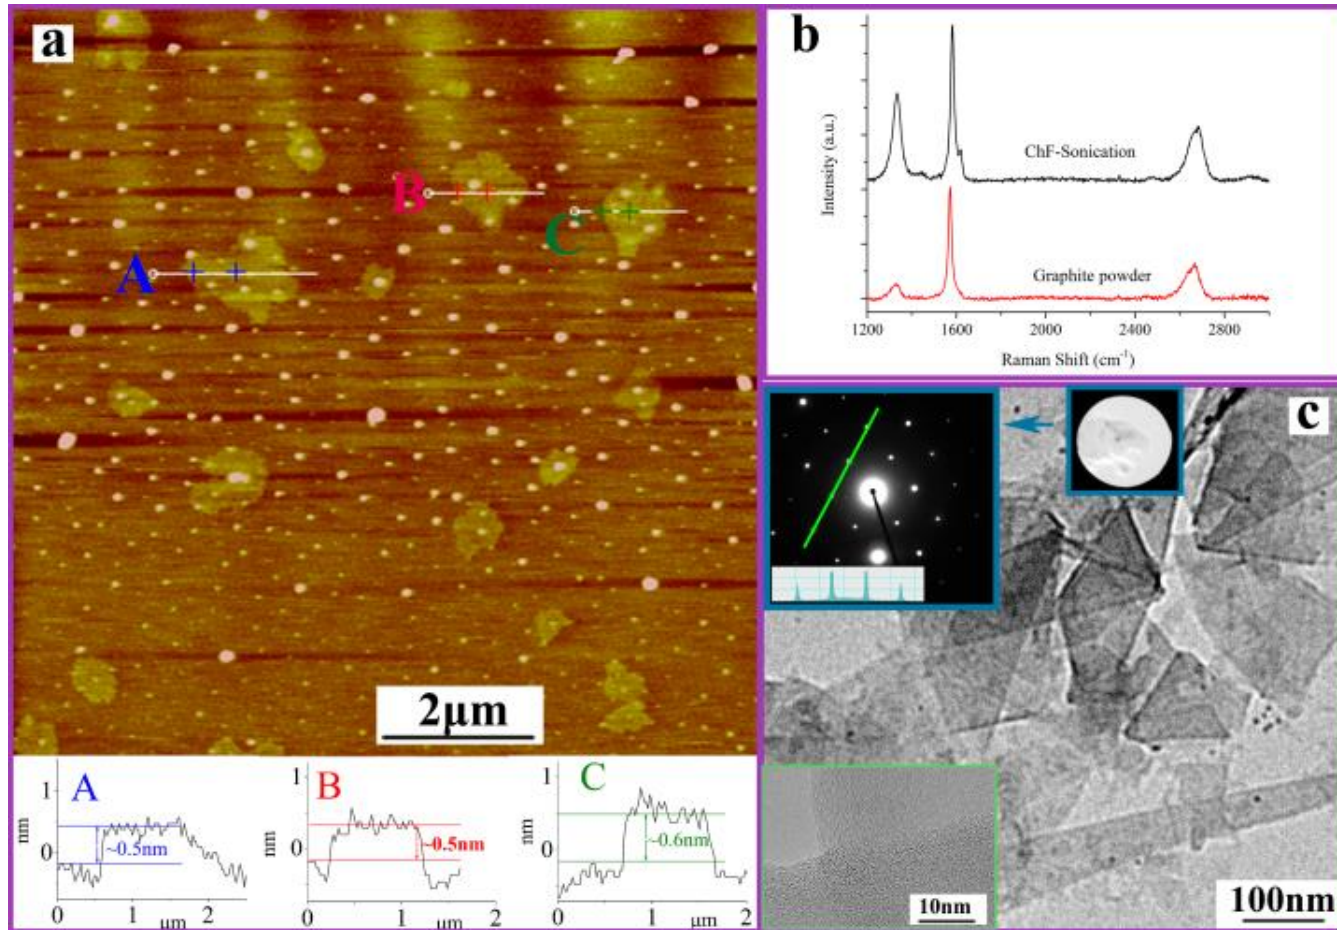 a
A
B
C
2μm
A
nm
1
0
~0.5nm
0
1
2
μm
B
1
0
~0.5nm
0
1
μm
2
C
nm
1
0
~0.6nm
0
1
μm
2
b
Intensity (a.u.)
ChF-Sonication
Graphite powder
1200 1600 2000 2400 2800
Raman Shift (cm⁻¹)
c
10nm
100nm